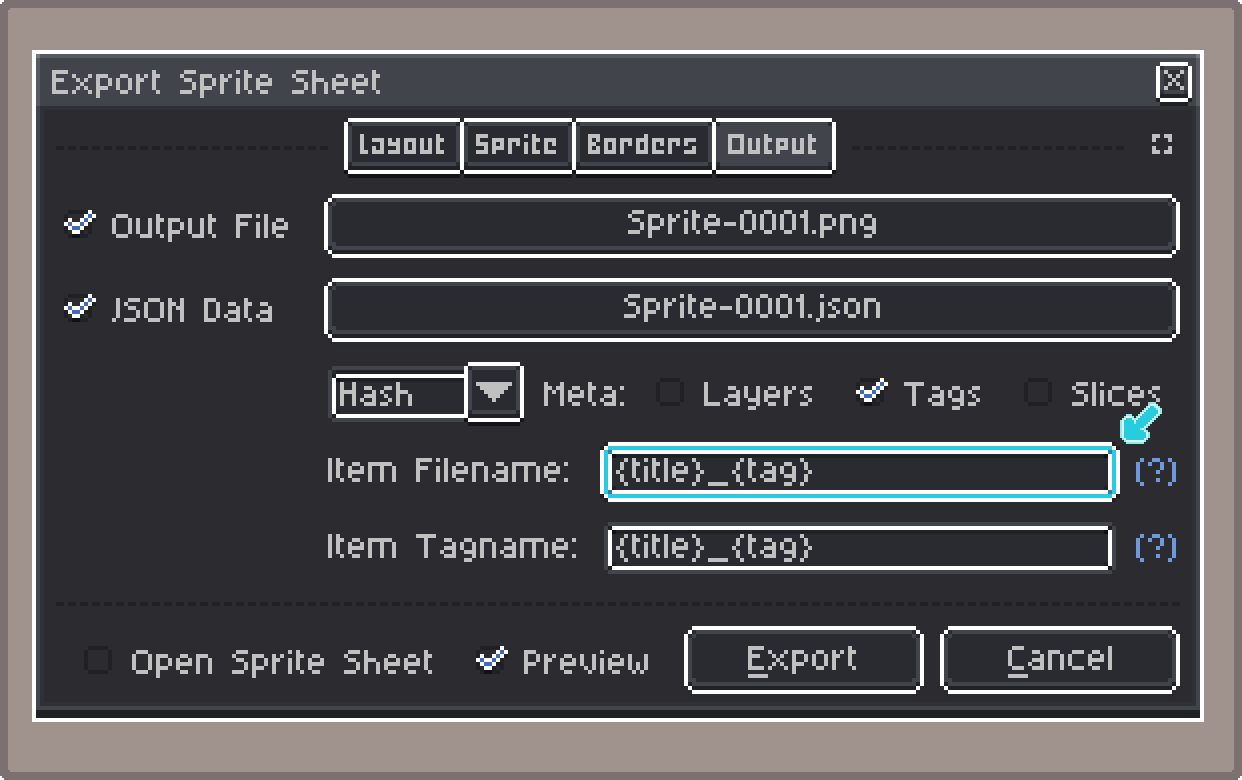 Export Sprite Sheet
Layout Sprite Borders Output
Output File Sprite-0001.png
JSON Data Sprite-0001.json
Hash Meta: Layers Tags Slices
Item Filename: {title}_{tag} (?)
Item Tagname: {title}_{tag} (?)
Open Sprite Sheet Preview Export Cancel